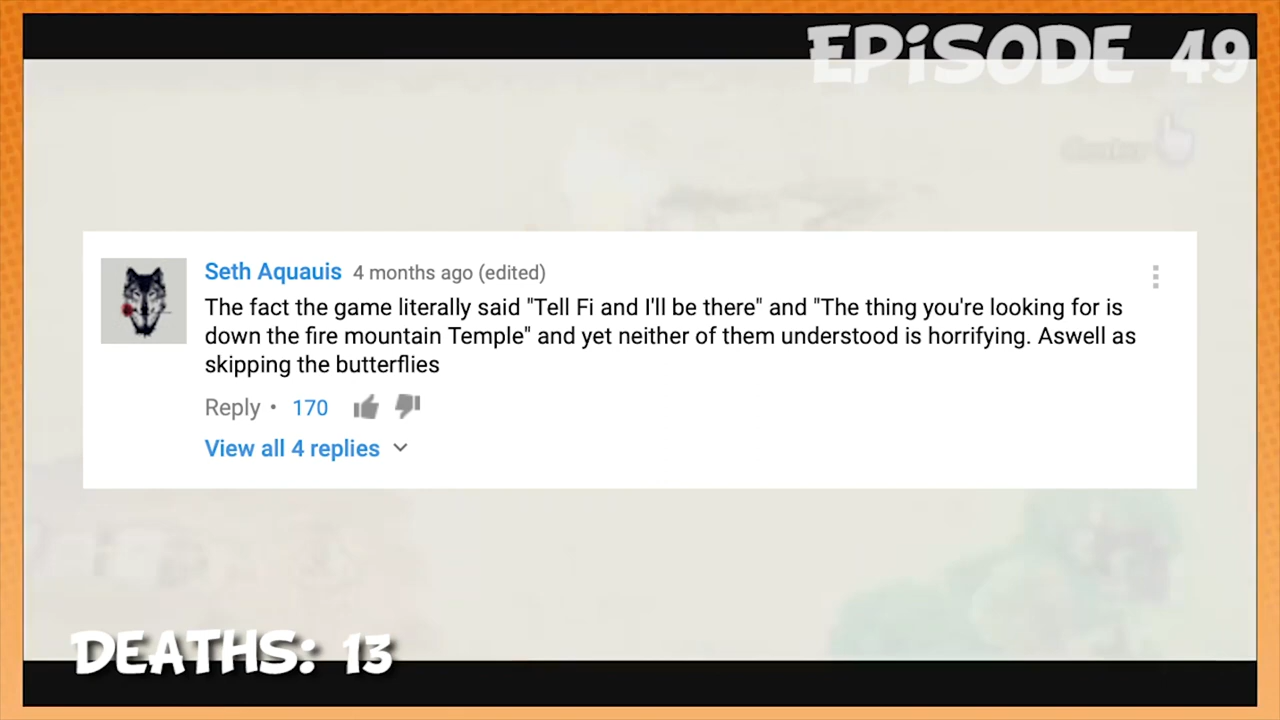 EPiSODE 49
Seth Aquauis 4 months ago (edited)
The fact the game literally said "Tell Fi and I'll be there" and "The thing you're looking for is
down the fire mountain Temple" and yet neither of them understood is horrifying. Aswell as
skipping the butterflies
Reply • 170
View all 4 replies
DEATHS: 13